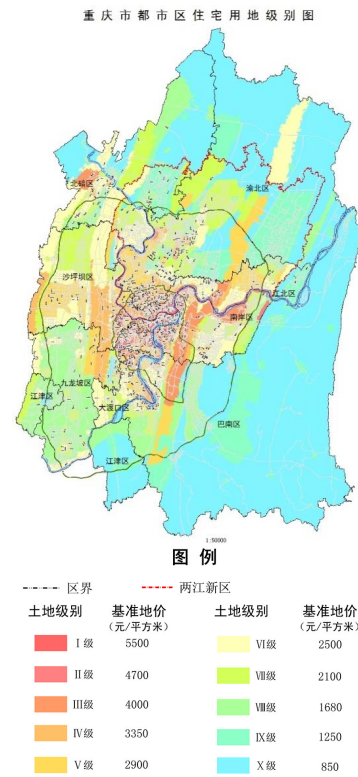 重庆市都市区住宅用地级别图
北碚区
渝北区
沙坪坝区
江北区
南岸区
九龙坡区
江津区
大渡口区
巴南区
江津区
1:50000
图 例
区界 两江新区
土地级别 基准地价 土地级别 基准地价
(元/平方米) (元/平方米)
Ⅰ级 5500 Ⅵ级 2500
Ⅱ级 4700 Ⅶ级 2100
Ⅲ级 4000 Ⅷ级 1680
Ⅳ级 3350 Ⅸ级 1250
Ⅴ级 2900 Ⅹ级 850